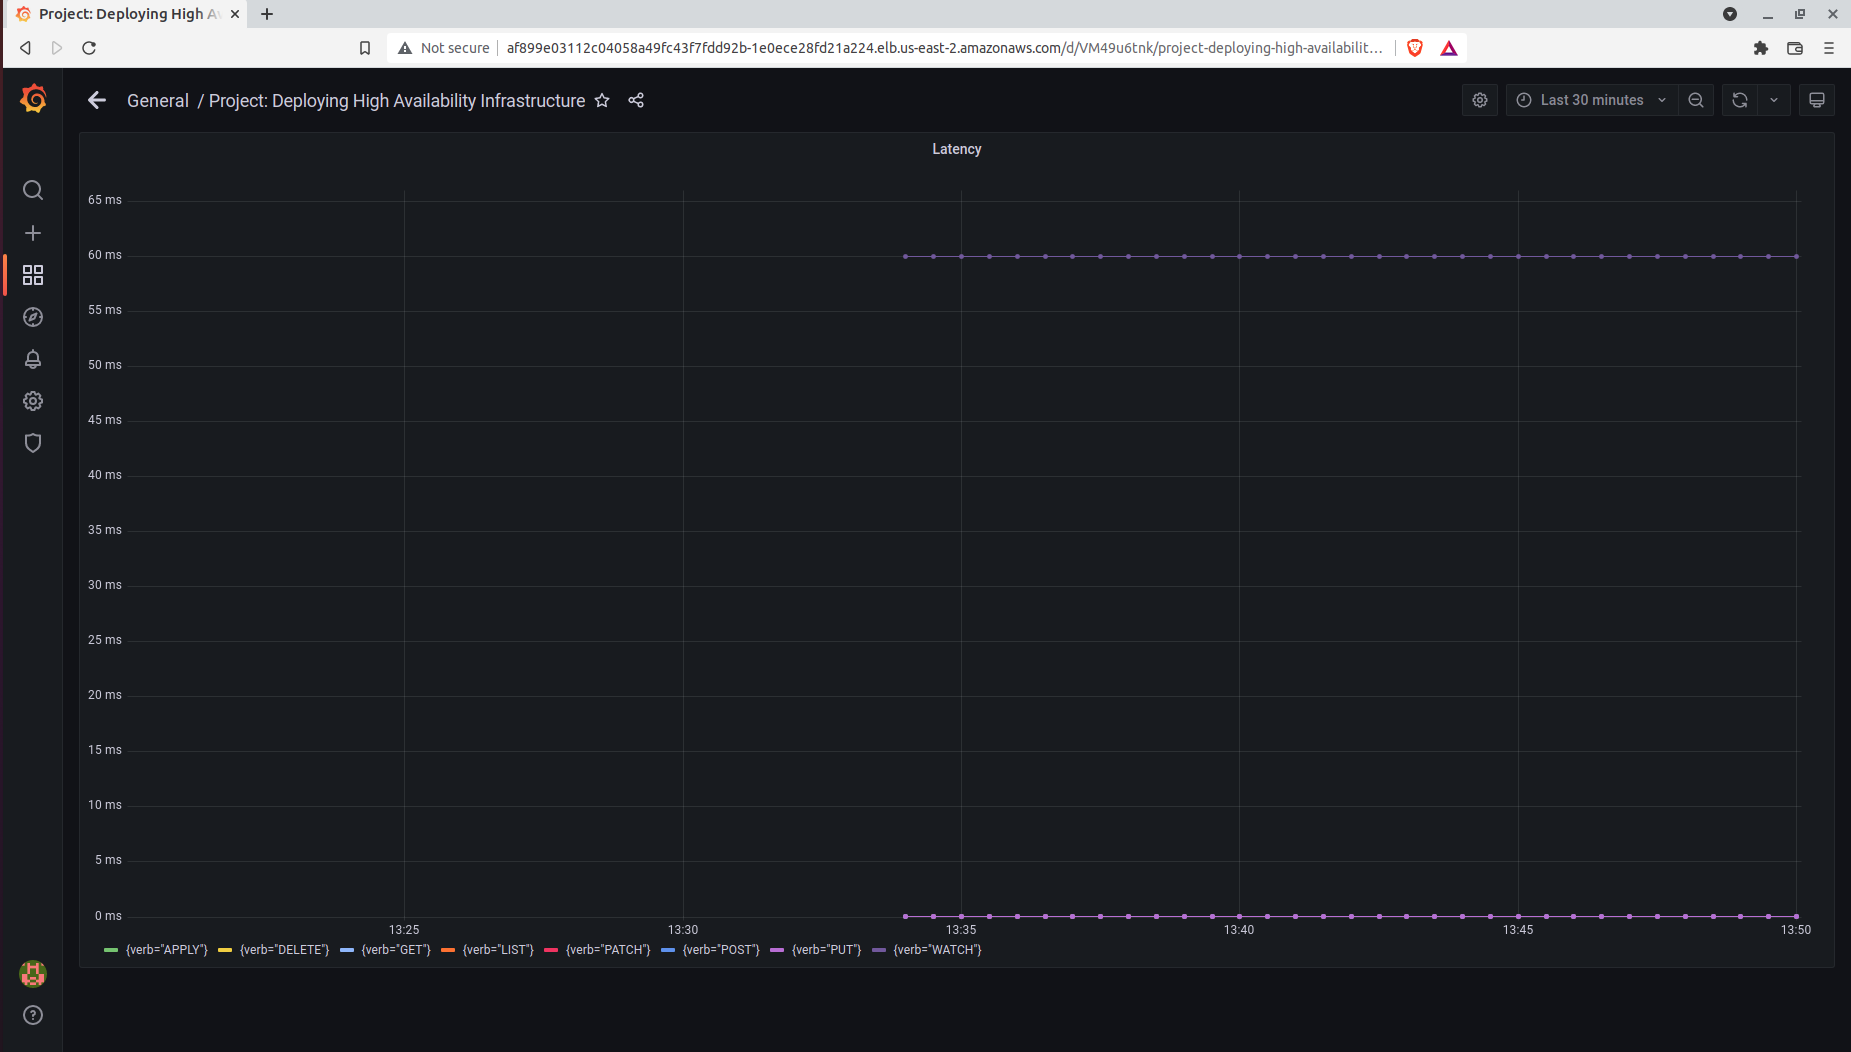 Project: Deploying High Av
Not secure
af899e03112c04058a49fc43f7fdd92b-1e0ece28fd21a224.elb.us-east-2.amazonaws.com/d/VM49u6tnk/project-deploying-high-availabilit...
General / Project: Deploying High Availability Infrastructure
Last 30 minutes
Latency
65 ms
60 ms
55 ms
50 ms
45 ms
40 ms
35 ms
30 ms
25 ms
20 ms
15 ms
10 ms
5 ms
0 ms
13:25 13:30 13:35 13:40 13:45 13:50
{verb="APPLY"} {verb="DELETE"} {verb="GET"} {verb="LIST"} {verb="PATCH"} {verb="POST"} {verb="PUT"} {verb="WATCH"}